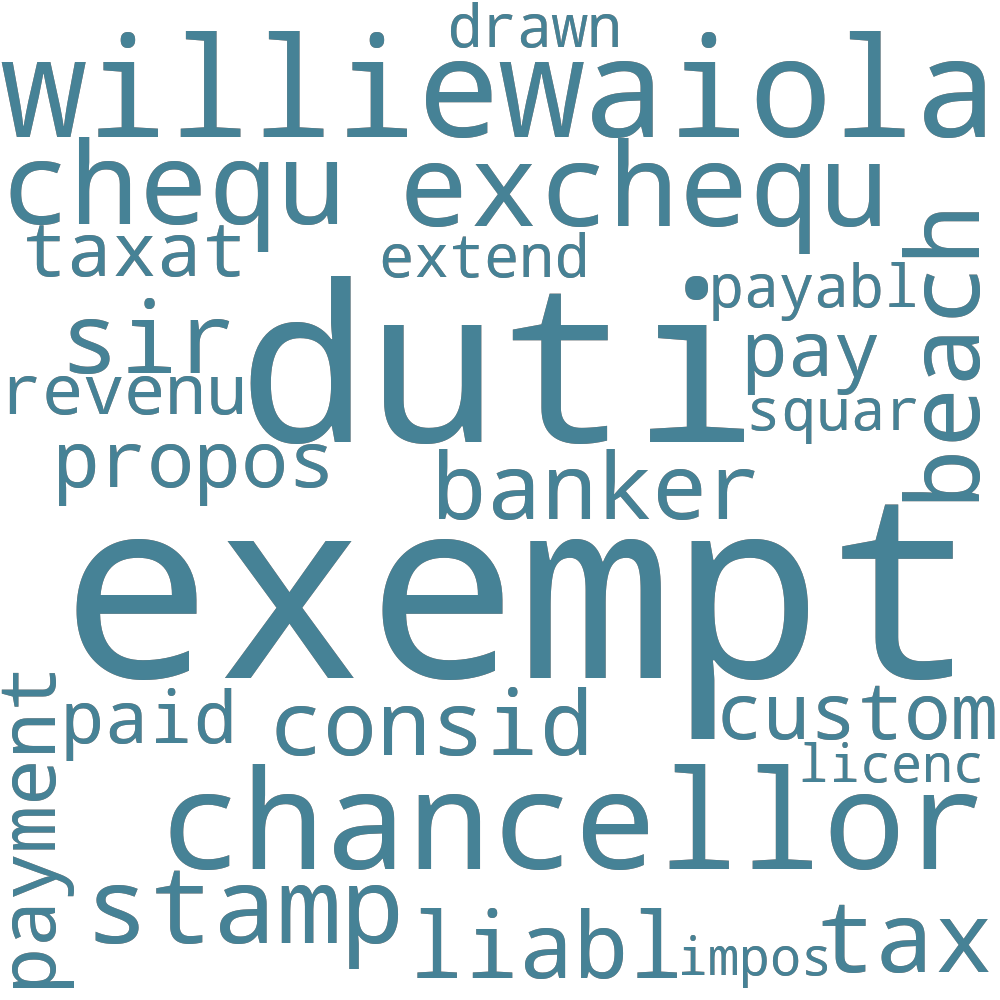 drawn
williewaiola
chequ exchequ
taxat extend
beach
payabl
sir duti pay
revenu squar
propos banker
exempt
payment
paid consid custom
licenc
chancellor
stamp liabl impos tax